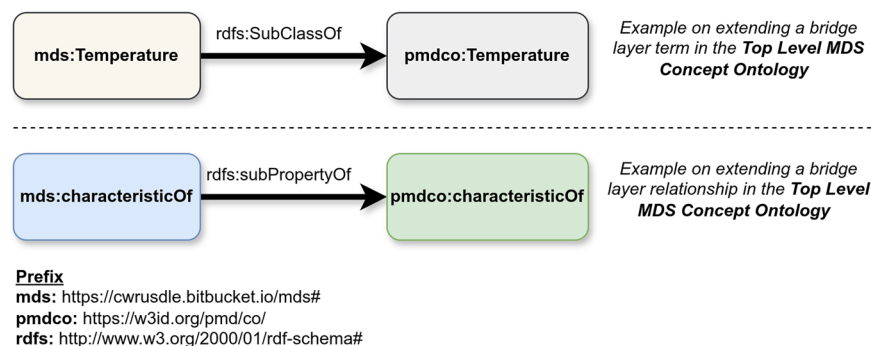 mds:Temperature
rdfs:SubClassOf
pmdco:Temperature
Example on extending a bridge
layer term in the Top Level MDS
Concept Ontology
mds:characteristicOf
rdfs:subPropertyOf
pmdco:characteristicOf
Example on extending a bridge
layer relationship in the Top Level
MDS Concept Ontology
Prefix
mds: https://cwrusdle.bitbucket.io/mds#
pmdco: https://w3id.org/pmd/co/
rdfs: http://www.w3.org/2000/01/rdf-schema#